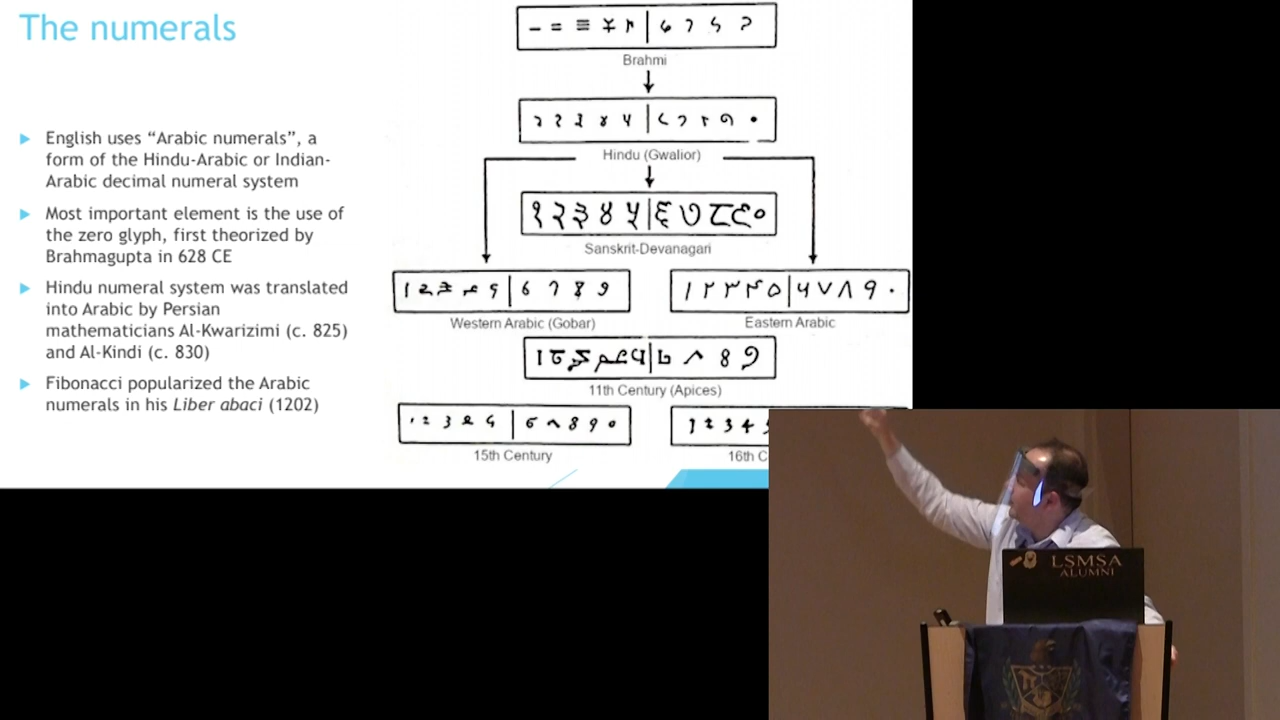 The numerals
English uses “Arabic numerals”, a
form of the Hindu-Arabic or Indian-
Arabic decimal numeral system
Most important element is the use of
the zero glyph, first theorized by
Brahmagupta in 628 CE
Hindu numeral system was translated
into Arabic by Persian
mathematicians Al-Kwarizimi (c. 825)
and Al-Kindi (c. 830)
Fibonacci popularized the Arabic
numerals in his Liber abaci (1202)
Brahmi
Hindu (Gwalior)
१२३४५६७८९०
Sanskrit-Devanagari
Western Arabic (Gobar)
Eastern Arabic
11th Century (Apices)
15th Century
16th C
LSMSA
ALUMNI